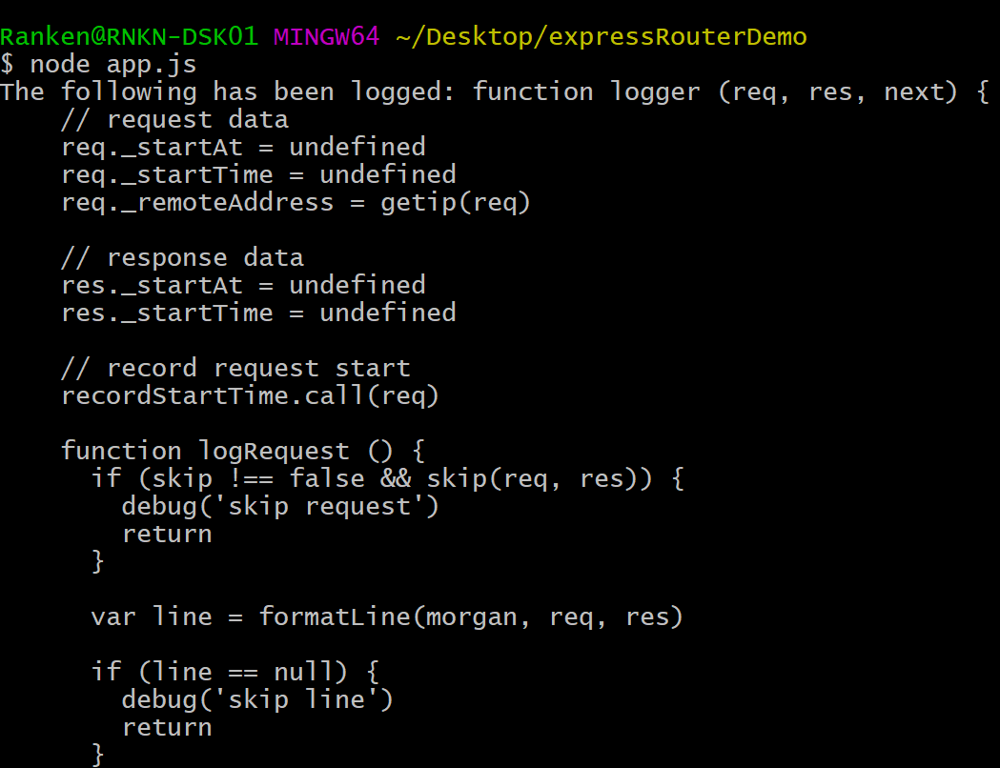 Ranken@RNKN-DSK01 MINGW64 ~/Desktop/expressRouterDemo
$ node app.js
The following has been logged: function logger (req, res, next) {
    // request data
    req._startAt = undefined
    req._startTime = undefined
    req._remoteAddress = getip(req)

    // response data
    res._startAt = undefined
    res._startTime = undefined

    // record request start
    recordStartTime.call(req)

    function logRequest () {
      if (skip !== false && skip(req, res)) {
        debug('skip request')
        return
      }

      var line = formatLine(morgan, req, res)

      if (line == null) {
        debug('skip line')
        return
      }